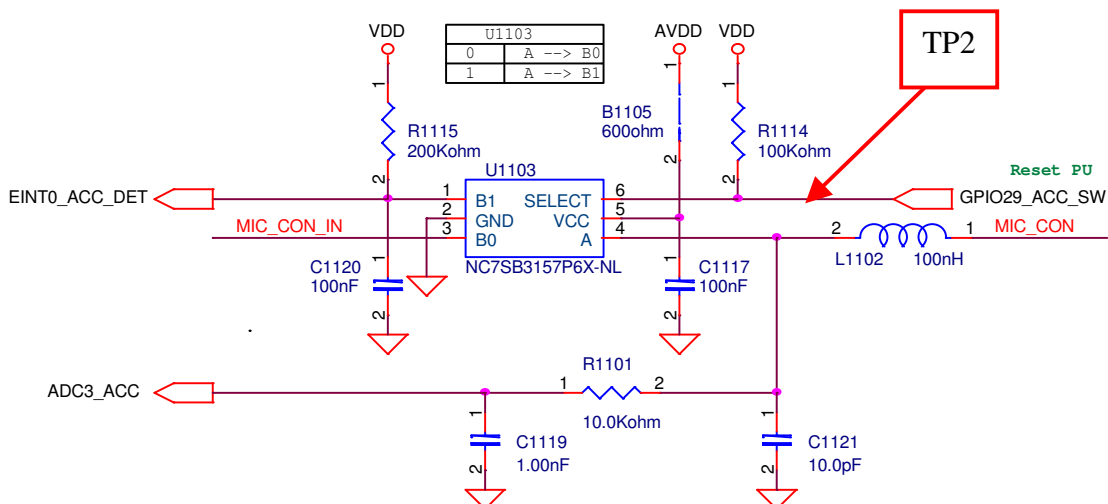 VDD
U1103
0 A --> B0
1 A --> B1
AVDD
VDD
TP2
1
R1115
200Kohm
2
1
B1105
600ohm
2
1
R1114
100Kohm
2
Reset PU
U1103
EINT0_ACC_DET
1 B1 SELECT 6
GPIO29_ACC_SW
2 GND VCC 5
MIC_CON_IN
3 B0 A 4
2 1
MIC_CON
L1102 100nH
NC7SB3157P6X-NL
1
C1120
100nF
2
1
C1117
100nF
2
.
R1101
ADC3_ACC
1 2
10.0Kohm
1
C1119
1.00nF
2
1
C1121
10.0pF
2